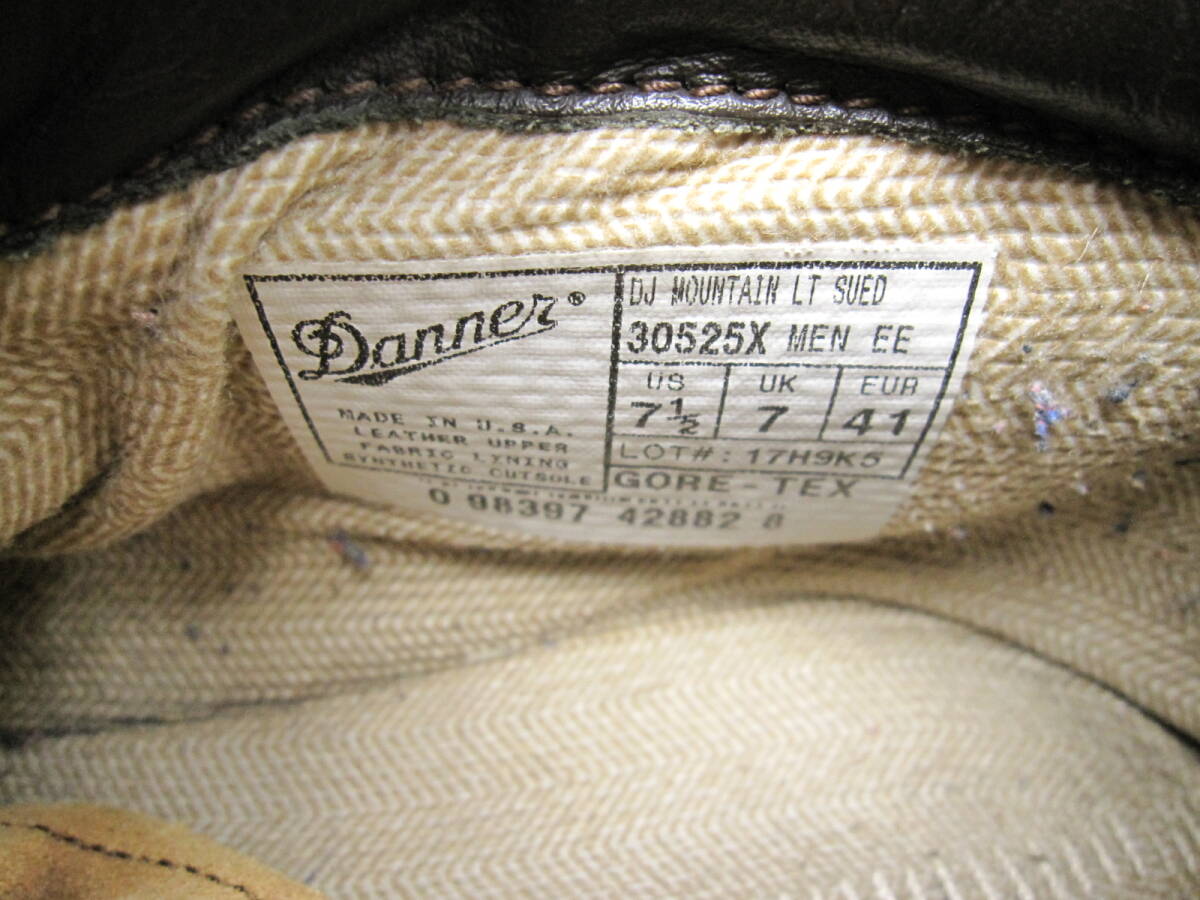 Danner®
MADE IN U.S.A.
LEATHER UPPER
FABRIC LINING
SYNTHETIC OUTSOLE
DJ MOUNTAIN LT SUED
30525X MEN EE
US UK EUR
7½ 7 41
LOT#: 17H9K5
GORE-TEX
0 98397 42882 8